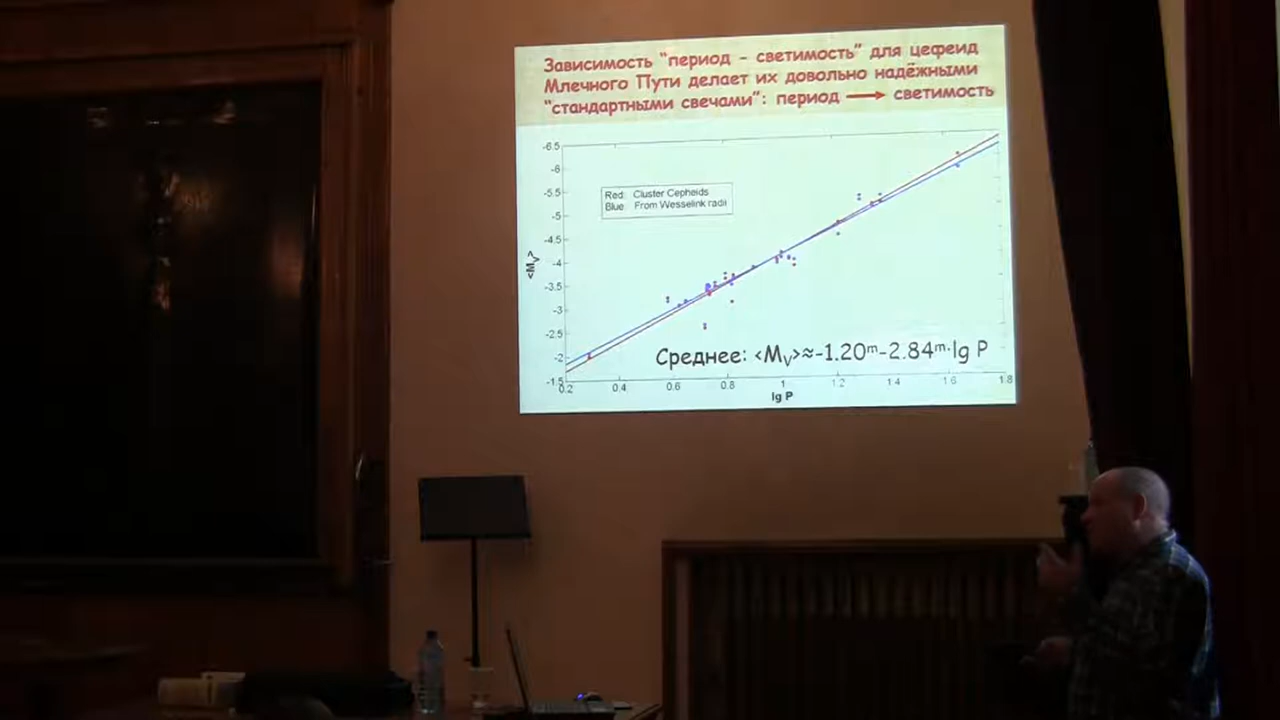 Зависимость “период - светимость” для цефеид
Млечного Пути делает их довольно надёжными
“стандартными свечами”: период → светимость
-6.5
-6
-5.5
-5
-4.5
-4
-3.5
-3
-2.5
-2
-1.5
<M_V>
Red: Cluster Cepheids
Blue: From Wesselink radii
Среднее: <M_V>≈-1.20ᵐ-2.84ᵐ·lg P
0.2 0.4 0.6 0.8 1 1.2 1.4 1.6 1.8
lg P